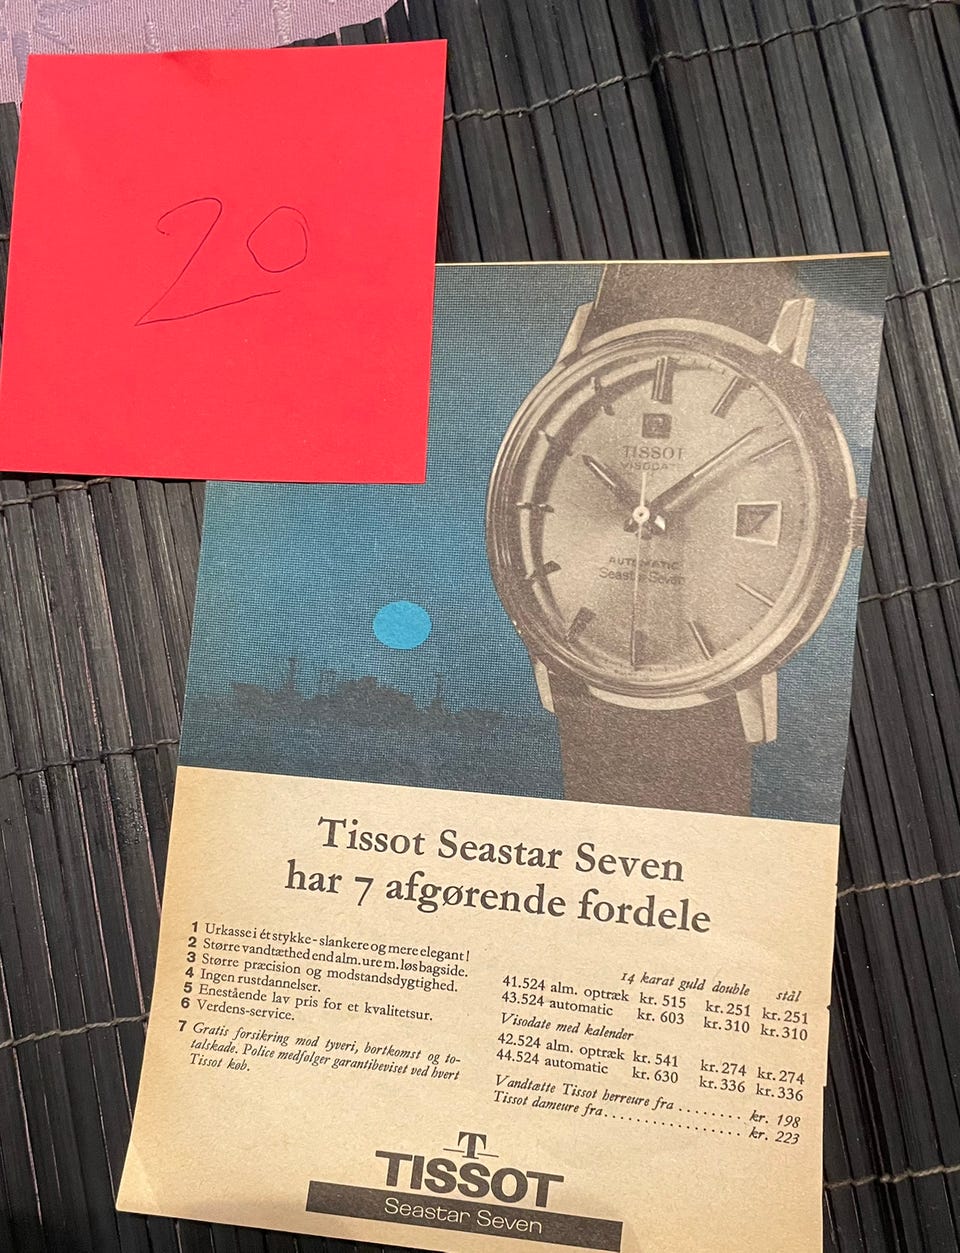 20
TISSOT
VISODATE
7
AUTOMATIC
Seastar Seven
Tissot Seastar Seven
har 7 afgørende fordele
1 Urkasse i ét stykke - slankere og mere elegant!
2 Større vandtæthed end alm. ure m. løs bagside.
3 Større præcision og modstandsdygtighed.
4 Ingen rustdannelser.
5 Enestående lav pris for et kvalitetsur.
6 Verdens-service.
7 Gratis forsikring mod tyveri, bortkomst og to-
talskade. Police medfølger garantibeviset ved hvert
Tissot køb.
14 karat guld double stål
41.524 alm. optræk kr. 515 kr. 251 kr. 251
43.524 automatic kr. 603 kr. 310 kr. 310
Visodate med kalender
42.524 alm. optræk kr. 541 kr. 274 kr. 274
44.524 automatic kr. 630 kr. 336 kr. 336
Vandtætte Tissot herreure fra ........ kr. 198
Tissot dameure fra................. kr. 223
T
TISSOT
Seastar Seven